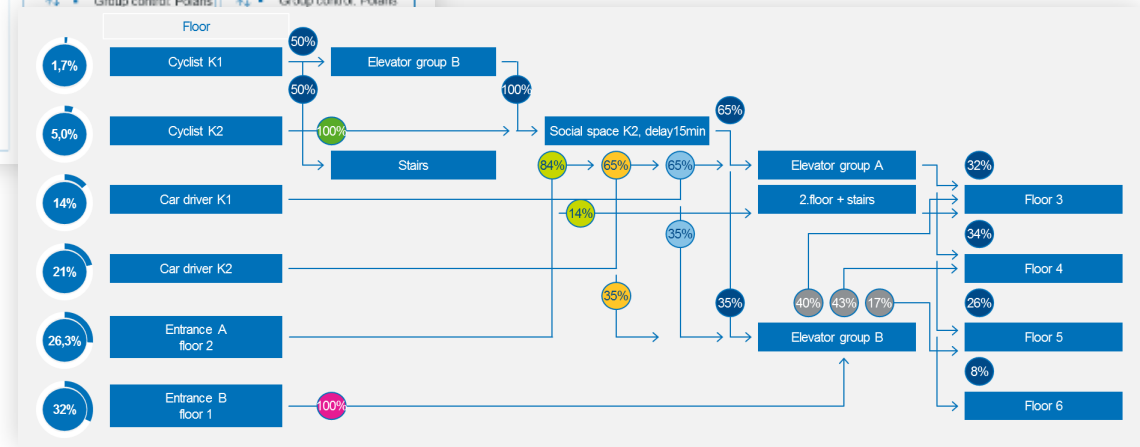 Group control, Polaris
Group control, Polaris
Floor
50%
1,7%
Cyclist K1
Elevator group B
50%
100%
65%
5,0%
Cyclist K2
100%
Social space K2, delay15min
Stairs
84%
65%
65%
Elevator group A
32%
14%
Car driver K1
14%
2.floor + stairs
Floor 3
35%
34%
21%
Car driver K2
Floor 4
35%
35%
40%
43%
17%
26%
26,3%
Entrance A
floor 2
Elevator group B
Floor 5
8%
32%
Entrance B
floor 1
100%
Floor 6